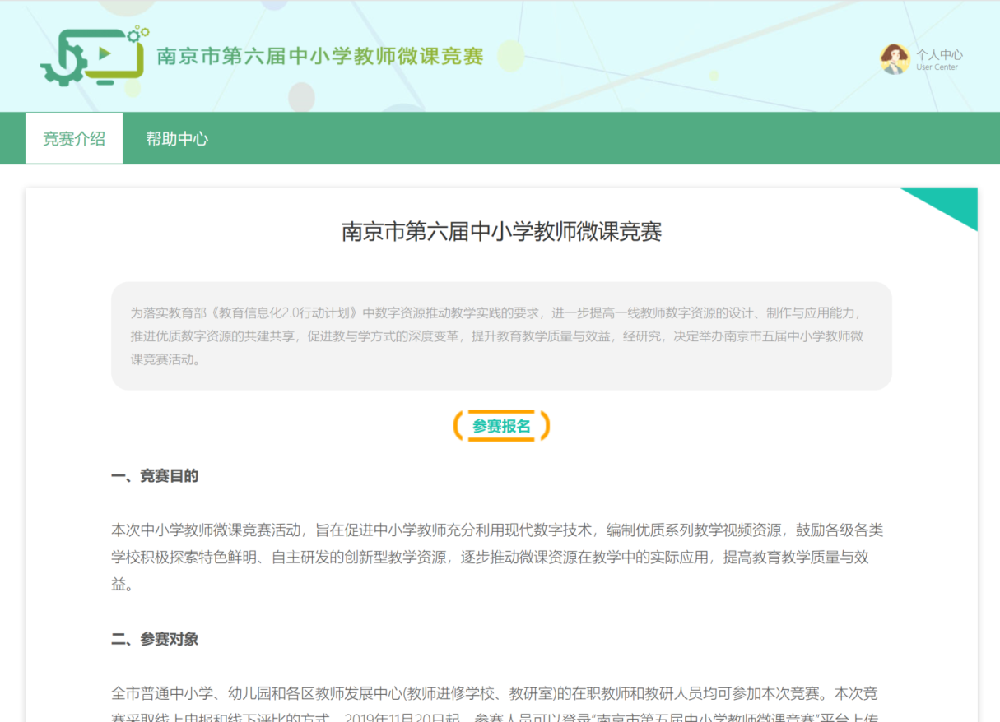 南京市第六届中小学教师微课竞赛
个人中心
User Center
竞赛介绍
帮助中心
南京市第六届中小学教师微课竞赛
为落实教育部《教育信息化2.0行动计划》中数字资源推动教学实践的要求，进一步提高一线教师数字资源的设计、制作与应用能力，
推进优质数字资源的共建共享，促进教与学方式的深度变革，提升教育教学质量与效益，经研究，决定举办南京市五届中小学教师微
课竞赛活动。
参赛报名
一、竞赛目的
本次中小学教师微课竞赛活动，旨在促进中小学教师充分利用现代数字技术，编制优质系列教学视频资源，鼓励各级各类
学校积极探索特色鲜明、自主研发的创新型教学资源，逐步推动微课资源在教学中的实际应用，提高教育教学质量与效
益。
二、参赛对象
全市普通中小学、幼儿园和各区教师发展中心(教师进修学校、教研室)的在职教师和教研人员均可参加本次竞赛。本次竞
赛采取线上申报和线下评比的方式，2019年11月20日起，参赛人员可以登录“南京市第五届中小学教师微课竞赛”平台上传